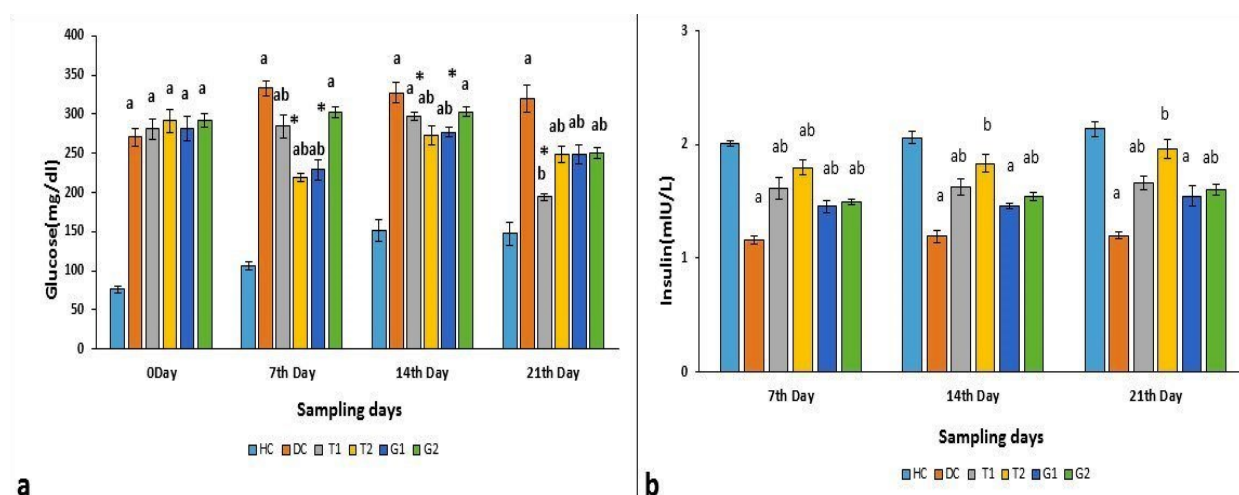 Glucose(mg/dl)
400
350
300
250
200
150
100
50
0
a a a a a
a ab * abab * a
a a * ab ab * a
a * b ab ab ab
0Day 7th Day 14th Day 21th Day
Sampling days
HC DC T1 T2 G1 G2
a
Insulin(mIU/L)
3
2
1
0
a ab ab a ab
a ab b a ab
a ab b a ab
7th Day 14th Day 21th Day
Sampling days
HC DC T1 T2 G1 G2
b